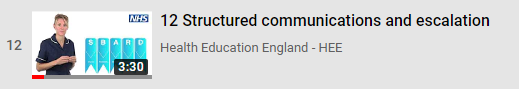 12
NHS
S B A R D
3:30
12 Structured communications and escalation
Health Education England - HEE